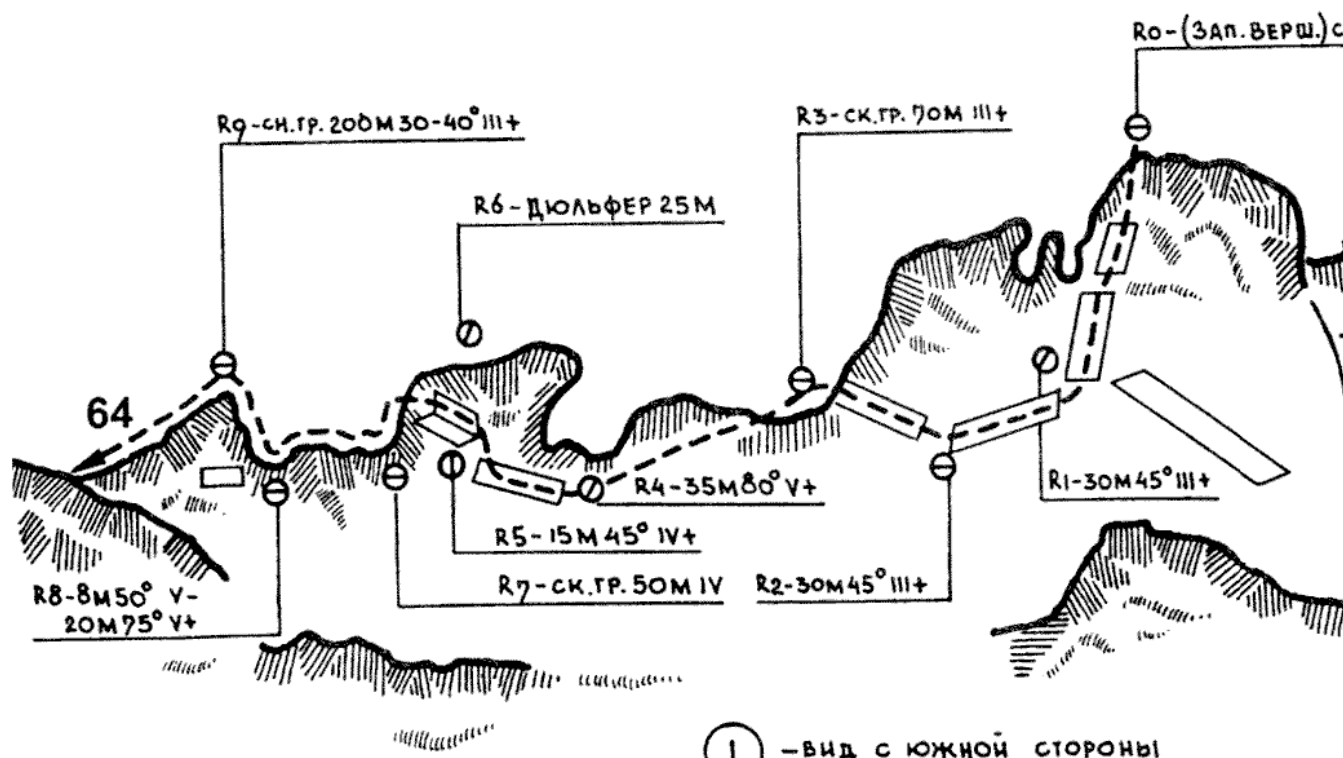 R0-(ЗАП. ВЕРШ.) С
R9-СН.ГР. 200М 30-40° III+
R3-СК.ГР. 70М III+
R6-ДЮЛЬФЕР 25М
64
R4-35М 80° V+
R1-30М 45° III+
R5-15М 45° IV+
R7-СК.ГР. 50М IV
R2-30М 45° III+
R8-8М 50° V-
20М 75° V+
1 -ВИД С ЮЖНОЙ СТОРОНЫ